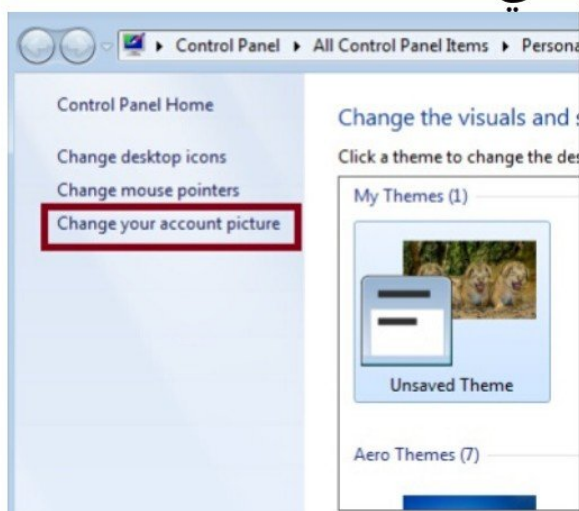 Control Panel ▸ All Control Panel Items ▸ Persona
Control Panel Home
Change desktop icons
Change mouse pointers
Change your account picture
Change the visuals and s
Click a theme to change the des
My Themes (1)
Unsaved Theme
Aero Themes (7)